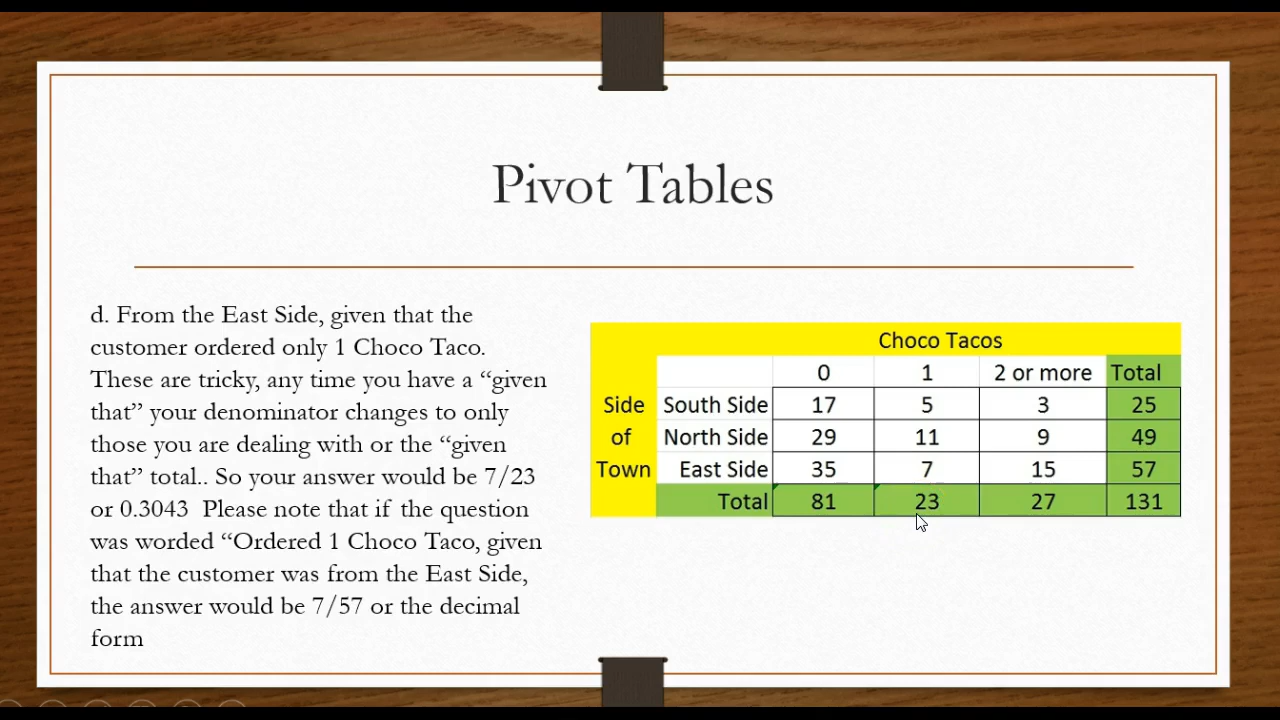 Pivot Tables
d. From the East Side, given that the
customer ordered only 1 Choco Taco.
These are tricky, any time you have a “given
that” your denominator changes to only
those you are dealing with or the “given
that” total.. So your answer would be 7/23
or 0.3043  Please note that if the question
was worded “Ordered 1 Choco Taco, given
that the customer was from the East Side,
the answer would be 7/57 or the decimal
form
Choco Tacos
0 1 2 or more Total
Side South Side 17 5 3 25
of North Side 29 11 9 49
Town East Side 35 7 15 57
Total 81 23 27 131